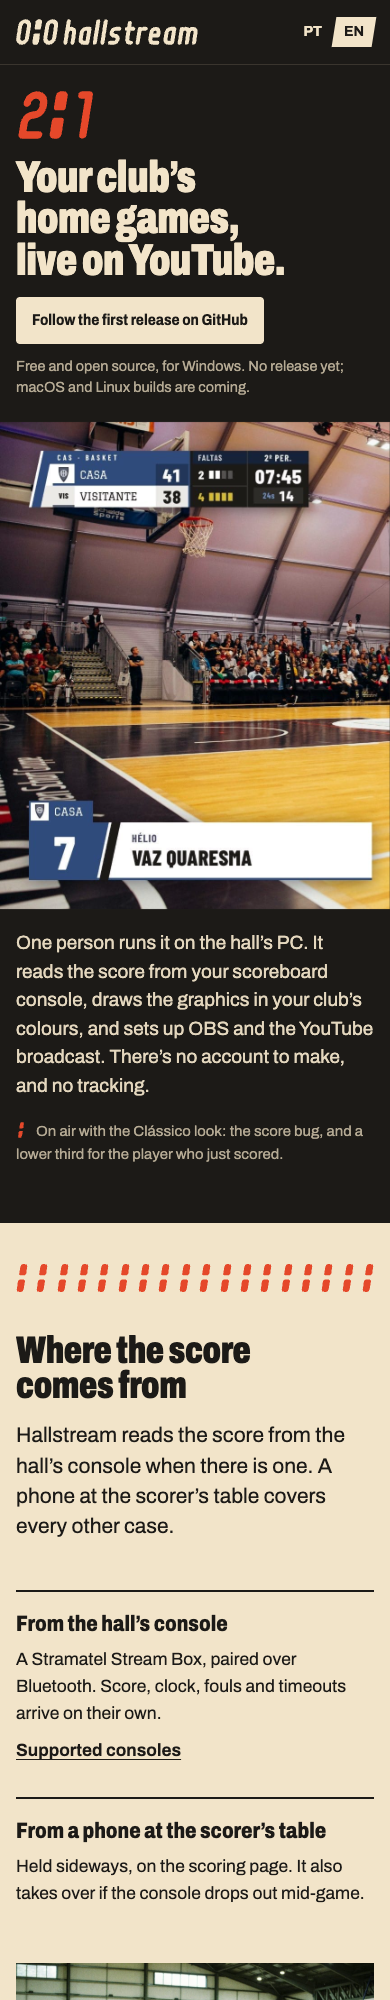 0:0 hallstream
PT EN
2:1
Your club’s
home games,
live on YouTube.
Follow the first release on GitHub
Free and open source, for Windows. No release yet;
macOS and Linux builds are coming.
CAS - BASKET FALTAS 2º PER.
CASA 41 2 07:45
VIS VISITANTE 38 4 24s 14
Sports
CASA
7 HÉLIO
VAZ QUARESMA
One person runs it on the hall’s PC. It
reads the score from your scoreboard
console, draws the graphics in your club’s
colours, and sets up OBS and the YouTube
broadcast. There’s no account to make,
and no tracking.
On air with the Clássico look: the score bug, and a
lower third for the player who just scored.
Where the score
comes from
Hallstream reads the score from the
hall’s console when there is one. A
phone at the scorer’s table covers
every other case.
From the hall’s console
A Stramatel Stream Box, paired over
Bluetooth. Score, clock, fouls and timeouts
arrive on their own.
Supported consoles
From a phone at the scorer’s table
Held sideways, on the scoring page. It also
takes over if the console drops out mid-game.